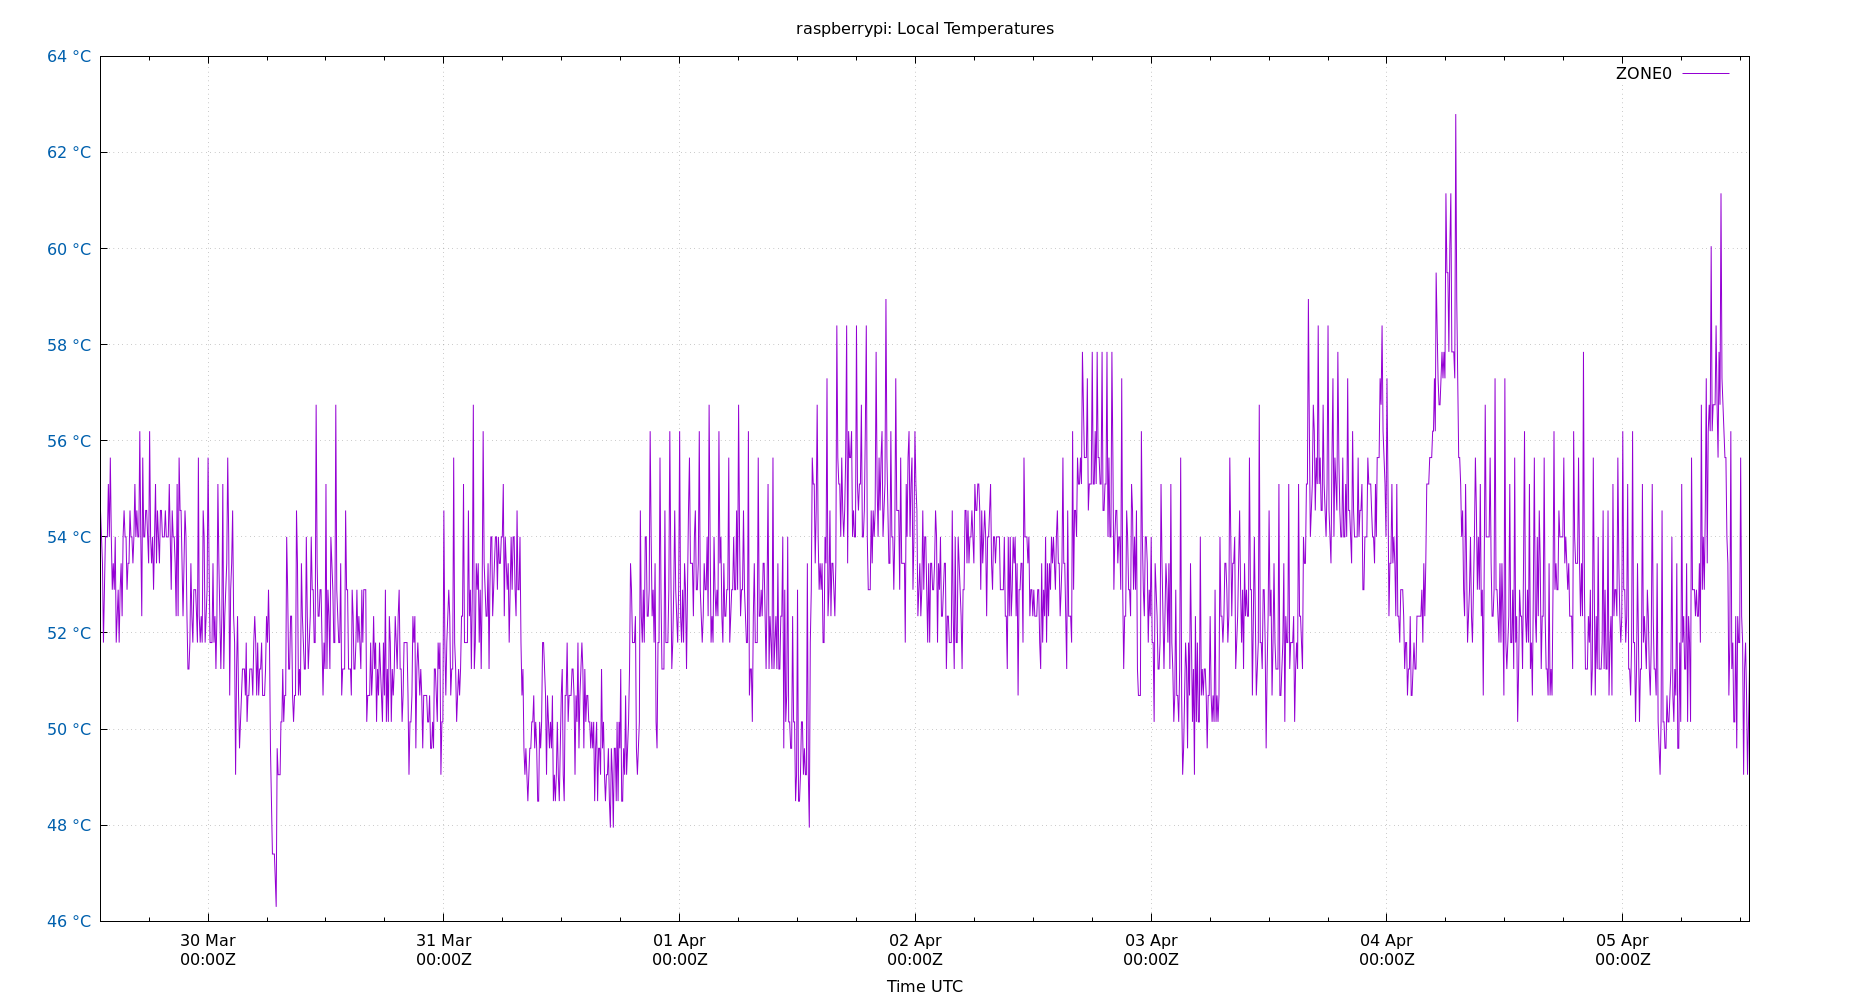 raspberrypi: Local Temperatures
ZONE0
64 °C
62 °C
60 °C
58 °C
56 °C
54 °C
52 °C
50 °C
48 °C
46 °C
30 Mar 31 Mar 01 Apr 02 Apr 03 Apr 04 Apr 05 Apr
00:00Z 00:00Z 00:00Z 00:00Z 00:00Z 00:00Z 00:00Z
Time UTC